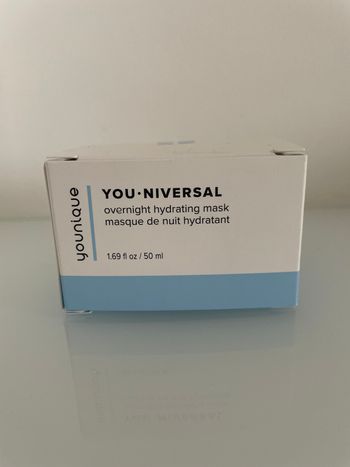 younique
YOU·NIVERSAL
overnight hydrating mask
masque de nuit hydratant
1.69 fl oz / 50 ml